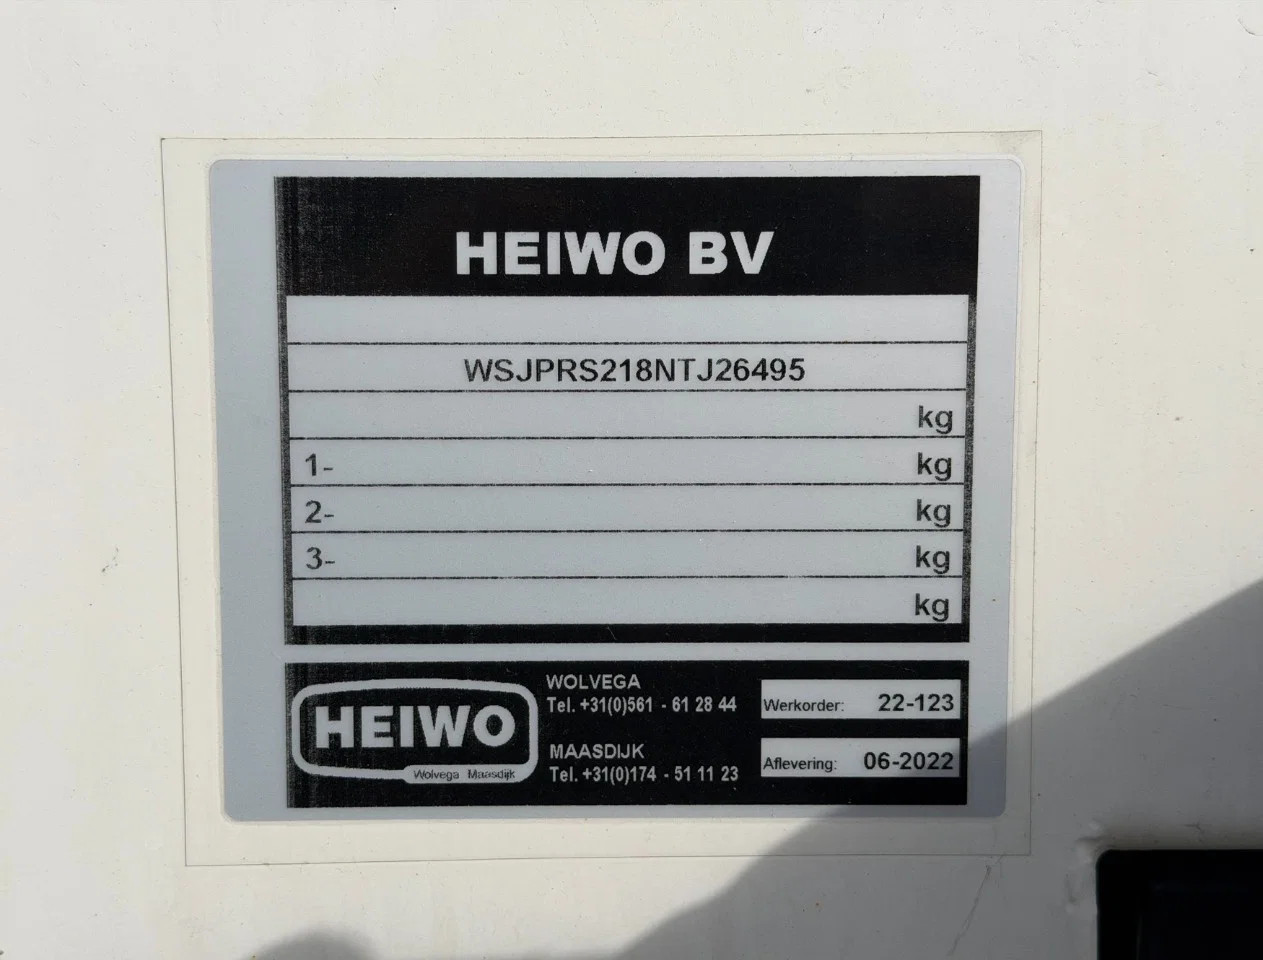 HEIWO BV
WSJPRS218NTJ26495
kg
1- kg
2- kg
3- kg
kg
HEIWO
Wolvega Maasdijk
WOLVEGA
Tel. +31(0)561 - 61 28 44
MAASDIJK
Tel. +31(0)174 - 51 11 23
Werkorder: 22-123
Aflevering: 06-2022